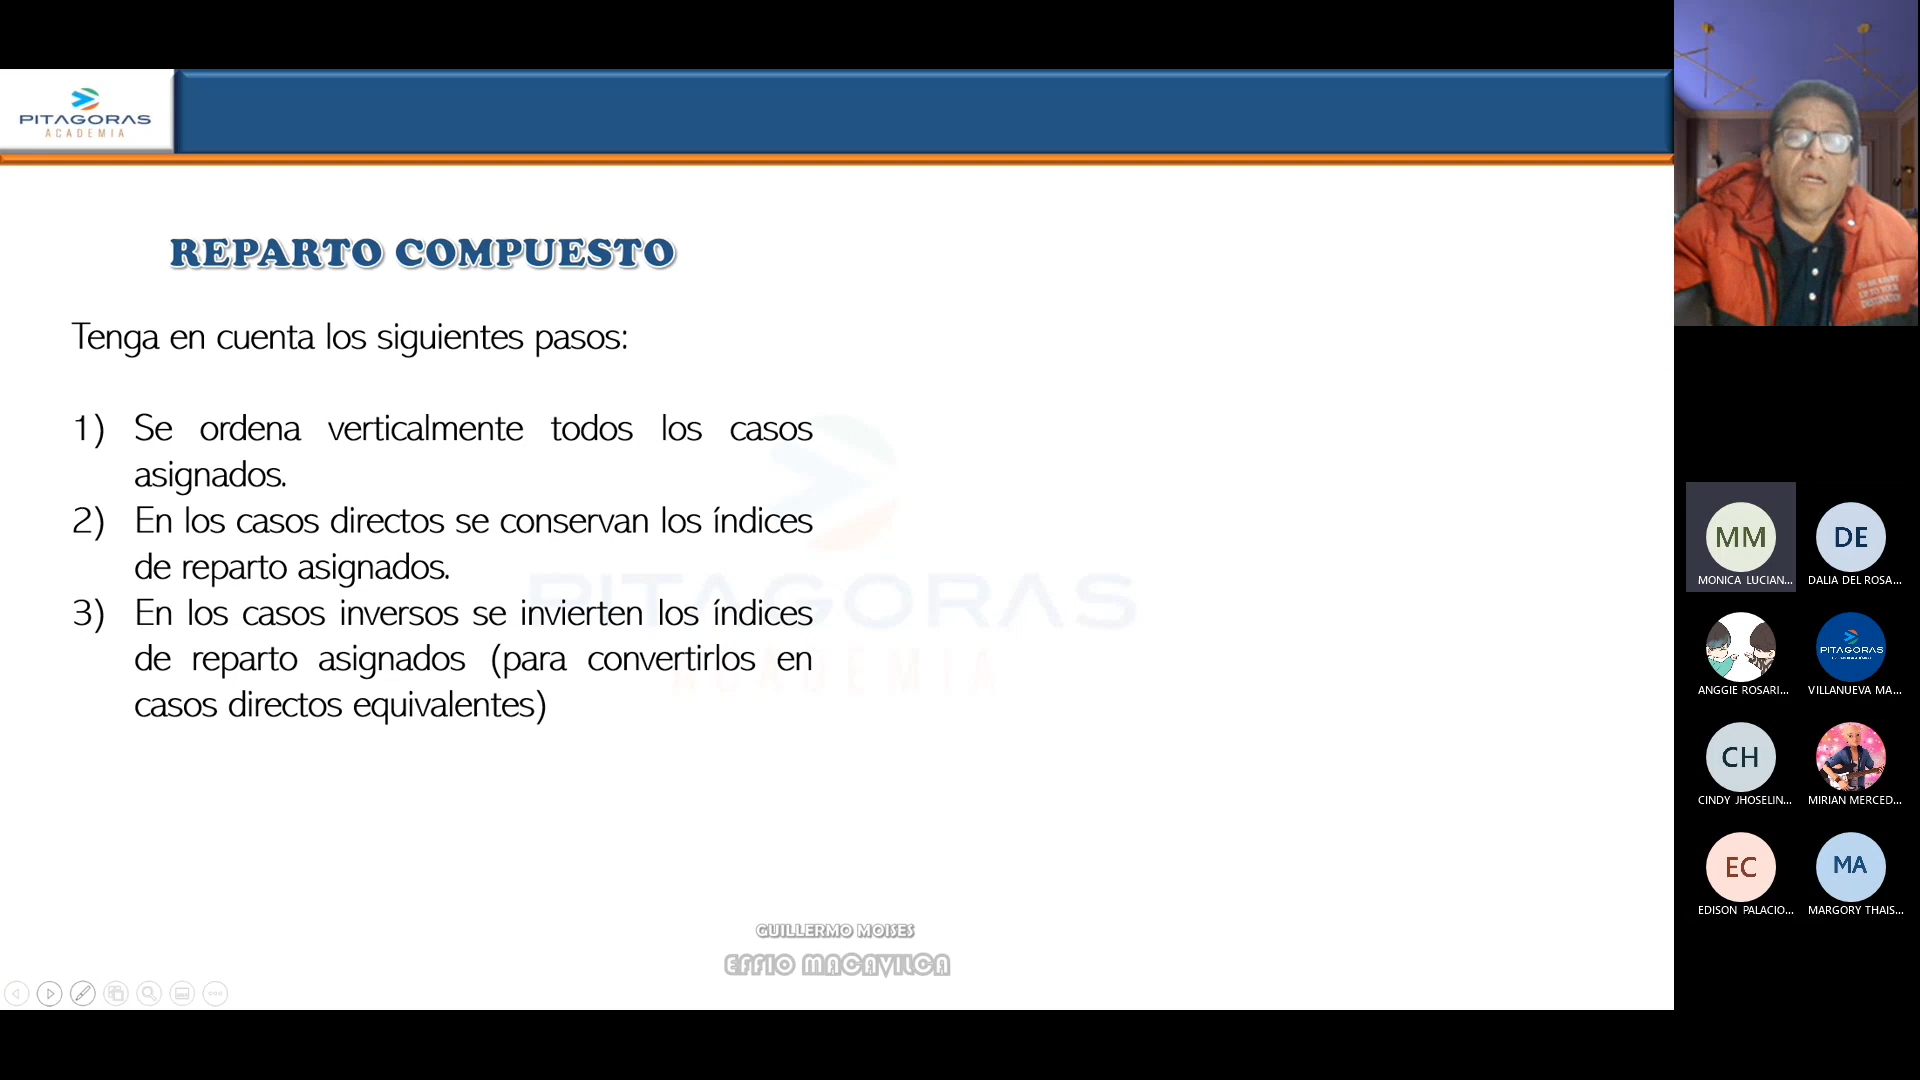 PITAGORAS
ACADEMIA
REPARTO COMPUESTO
Tenga en cuenta los siguientes pasos:
1) Se ordena verticalmente todos los casos
asignados.
2) En los casos directos se conservan los índices
de reparto asignados.
3) En los casos inversos se invierten los índices
de reparto asignados (para convertirlos en
casos directos equivalentes)
PITAGORAS
ACADEMIA
GUILLERMO MOISES
EFFIO MACAVILCA
MM
MONICA LUCIAN...
DE
DALIA DEL ROSA...
ANGGIE ROSARI...
PITAGORAS
VILLANUEVA MA...
CH
CINDY JHOSELIN...
MIRIAN MERCED...
EC
EDISON PALACIO...
MA
MARGORY THAIS...